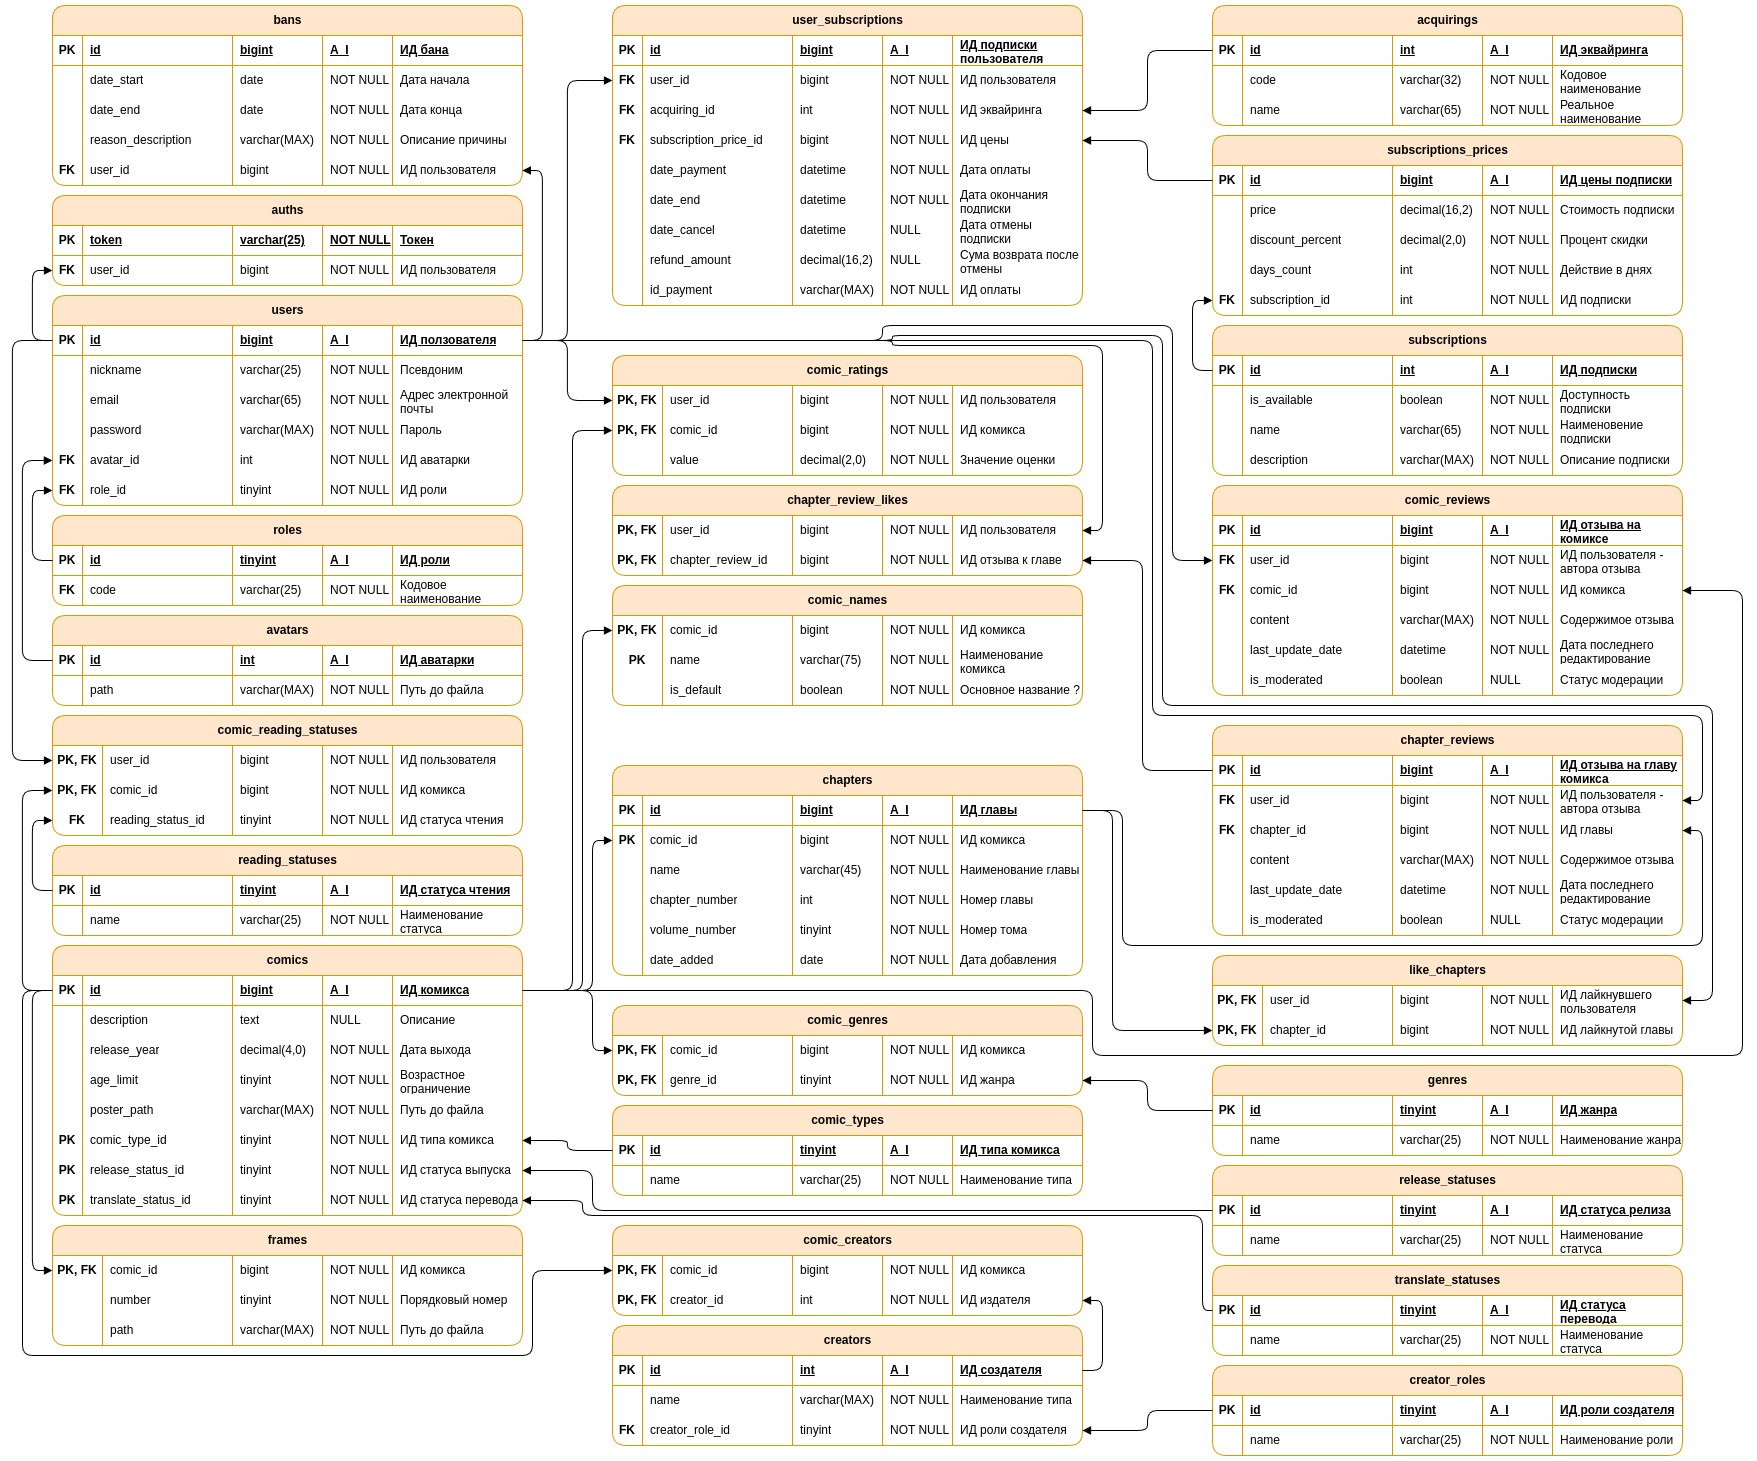 bans
PK id bigint A_I ИД бана
date_start date NOT NULL Дата начала
date_end date NOT NULL Дата конца
reason_description varchar(MAX) NOT NULL Описание причины
FK user_id bigint NOT NULL ИД пользователя
auths
PK token varchar(25) NOT NULL Токен
FK user_id bigint NOT NULL ИД пользователя
users
PK id bigint A_I ИД ползователя
nickname varchar(25) NOT NULL Псевдоним
email varchar(65) NOT NULL Адрес электронной
почты
password varchar(MAX) NOT NULL Пароль
FK avatar_id int NOT NULL ИД аватарки
FK role_id tinyint NOT NULL ИД роли
roles
PK id tinyint A_I ИД роли
FK code varchar(25) NOT NULL Кодовое
наименование
avatars
PK id int A_I ИД аватарки
path varchar(MAX) NOT NULL Путь до файла
comic_reading_statuses
PK, FK user_id bigint NOT NULL ИД пользователя
PK, FK comic_id bigint NOT NULL ИД комикса
FK reading_status_id tinyint NOT NULL ИД статуса чтения
reading_statuses
PK id tinyint A_I ИД статуса чтения
name varchar(25) NOT NULL Наименование
статуса
comics
PK id bigint A_I ИД комикса
description text NULL Описание
release_year decimal(4,0) NOT NULL Дата выхода
age_limit tinyint NOT NULL Возрастное
ограничение
poster_path varchar(MAX) NOT NULL Путь до файла
PK comic_type_id tinyint NOT NULL ИД типа комикса
PK release_status_id tinyint NOT NULL ИД статуса выпуска
PK translate_status_id tinyint NOT NULL ИД статуса перевода
frames
PK, FK comic_id bigint NOT NULL ИД комикса
number tinyint NOT NULL Порядковый номер
path varchar(MAX) NOT NULL Путь до файла
user_subscriptions
PK id bigint A_I ИД подписки
пользователя
FK user_id bigint NOT NULL ИД пользователя
FK acquiring_id int NOT NULL ИД эквайринга
FK subscription_price_id bigint NOT NULL ИД цены
date_payment datetime NOT NULL Дата оплаты
date_end datetime NOT NULL Дата окончания
подписки
date_cancel datetime NULL Дата отмены
подписки
refund_amount decimal(16,2) NULL Сума возврата после
отмены
id_payment varchar(MAX) NOT NULL ИД оплаты
comic_ratings
PK, FK user_id bigint NOT NULL ИД пользователя
PK, FK comic_id bigint NOT NULL ИД комикса
value decimal(2,0) NOT NULL Значение оценки
chapter_review_likes
PK, FK user_id bigint NOT NULL ИД пользователя
PK, FK chapter_review_id bigint NOT NULL ИД отзыва к главе
comic_names
PK, FK comic_id bigint NOT NULL ИД комикса
PK name varchar(75) NOT NULL Наименование
комикса
is_default boolean NOT NULL Основное название ?
chapters
PK id bigint A_I ИД главы
PK comic_id bigint NOT NULL ИД комикса
name varchar(45) NOT NULL Наименование главы
chapter_number int NOT NULL Номер главы
volume_number tinyint NOT NULL Номер тома
date_added date NOT NULL Дата добавления
comic_genres
PK, FK comic_id bigint NOT NULL ИД комикса
PK, FK genre_id tinyint NOT NULL ИД жанра
comic_types
PK id tinyint A_I ИД типа комикса
name varchar(25) NOT NULL Наименование типа
comic_creators
PK, FK comic_id bigint NOT NULL ИД комикса
PK, FK creator_id int NOT NULL ИД издателя
creators
PK id int A_I ИД создателя
name varchar(MAX) NOT NULL Наименование типа
FK creator_role_id tinyint NOT NULL ИД роли создателя
acquirings
PK id int A_I ИД эквайринга
code varchar(32) NOT NULL Кодовое
наименование
name varchar(65) NOT NULL Реальное
наименование
subscriptions_prices
PK id bigint A_I ИД цены подписки
price decimal(16,2) NOT NULL Стоимость подписки
discount_percent decimal(2,0) NOT NULL Процент скидки
days_count int NOT NULL Действие в днях
FK subscription_id int NOT NULL ИД подписки
subscriptions
PK id int A_I ИД подписки
is_available boolean NOT NULL Доступность
подписки
name varchar(65) NOT NULL Наименовение
подписки
description varchar(MAX) NOT NULL Описание подписки
comic_reviews
PK id bigint A_I ИД отзыва на
комиксе
FK user_id bigint NOT NULL ИД пользователя -
автора отзыва
FK comic_id bigint NOT NULL ИД комикса
content varchar(MAX) NOT NULL Содержимое отзыва
last_update_date datetime NOT NULL Дата последнего
редактирование
is_moderated boolean NULL Статус модерации
chapter_reviews
PK id bigint A_I ИД отзыва на главу
комикса
FK user_id bigint NOT NULL ИД пользователя -
автора отзыва
FK chapter_id bigint NOT NULL ИД главы
content varchar(MAX) NOT NULL Содержимое отзыва
last_update_date datetime NOT NULL Дата последнего
редактирование
is_moderated boolean NULL Статус модерации
like_chapters
PK, FK user_id bigint NOT NULL ИД лайкнувшего
пользователя
PK, FK chapter_id bigint NOT NULL ИД лайкнутой главы
genres
PK id tinyint A_I ИД жанра
name varchar(25) NOT NULL Наименование жанра
release_statuses
PK id tinyint A_I ИД статуса релиза
name varchar(25) NOT NULL Наименование
статуса
translate_statuses
PK id tinyint A_I ИД статуса
перевода
name varchar(25) NOT NULL Наименование
статуса
creator_roles
PK id tinyint A_I ИД роли создателя
name varchar(25) NOT NULL Наименование роли